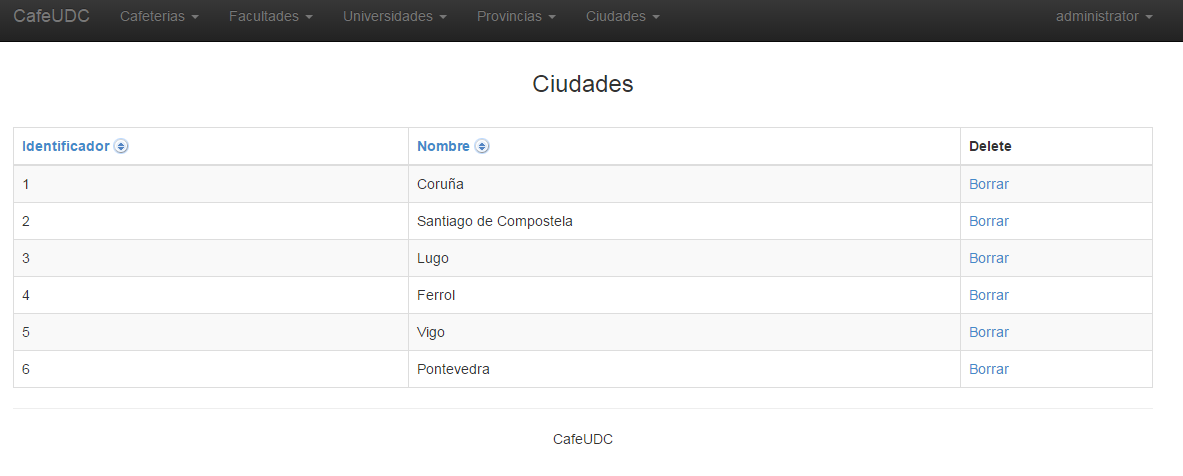 CafeUDC Cafeterias Facultades Universidades Provincias Ciudades administrator
Ciudades
Identificador Nombre Delete
1 Coruña Borrar
2 Santiago de Compostela Borrar
3 Lugo Borrar
4 Ferrol Borrar
5 Vigo Borrar
6 Pontevedra Borrar
CafeUDC